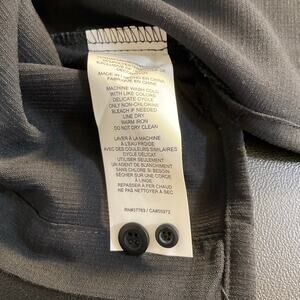 MADE IN CHINA
FABRIQUÉ EN CHINE
MACHINE WASH COLD
WITH LIKE COLORS
DELICATE CYCLE
ONLY NON-CHLORINE
BLEACH IF NEEDED
LINE DRY
WARM IRON
DO NOT DRY CLEAN
LAVER À LA MACHINE
À L'EAU FROIDE
AVEC DES COULEURS SIMILAIRES
CYCLE DÉLICAT
UTILISER SEULEMENT
UN AGENT DE BLANCHIMENT
SANS CHLORE SI BESOIN
SÉCHER SUR UNE CORDE
À LINGE
REPASSER À FER CHAUD
NE PAS NETTOYER À SEC